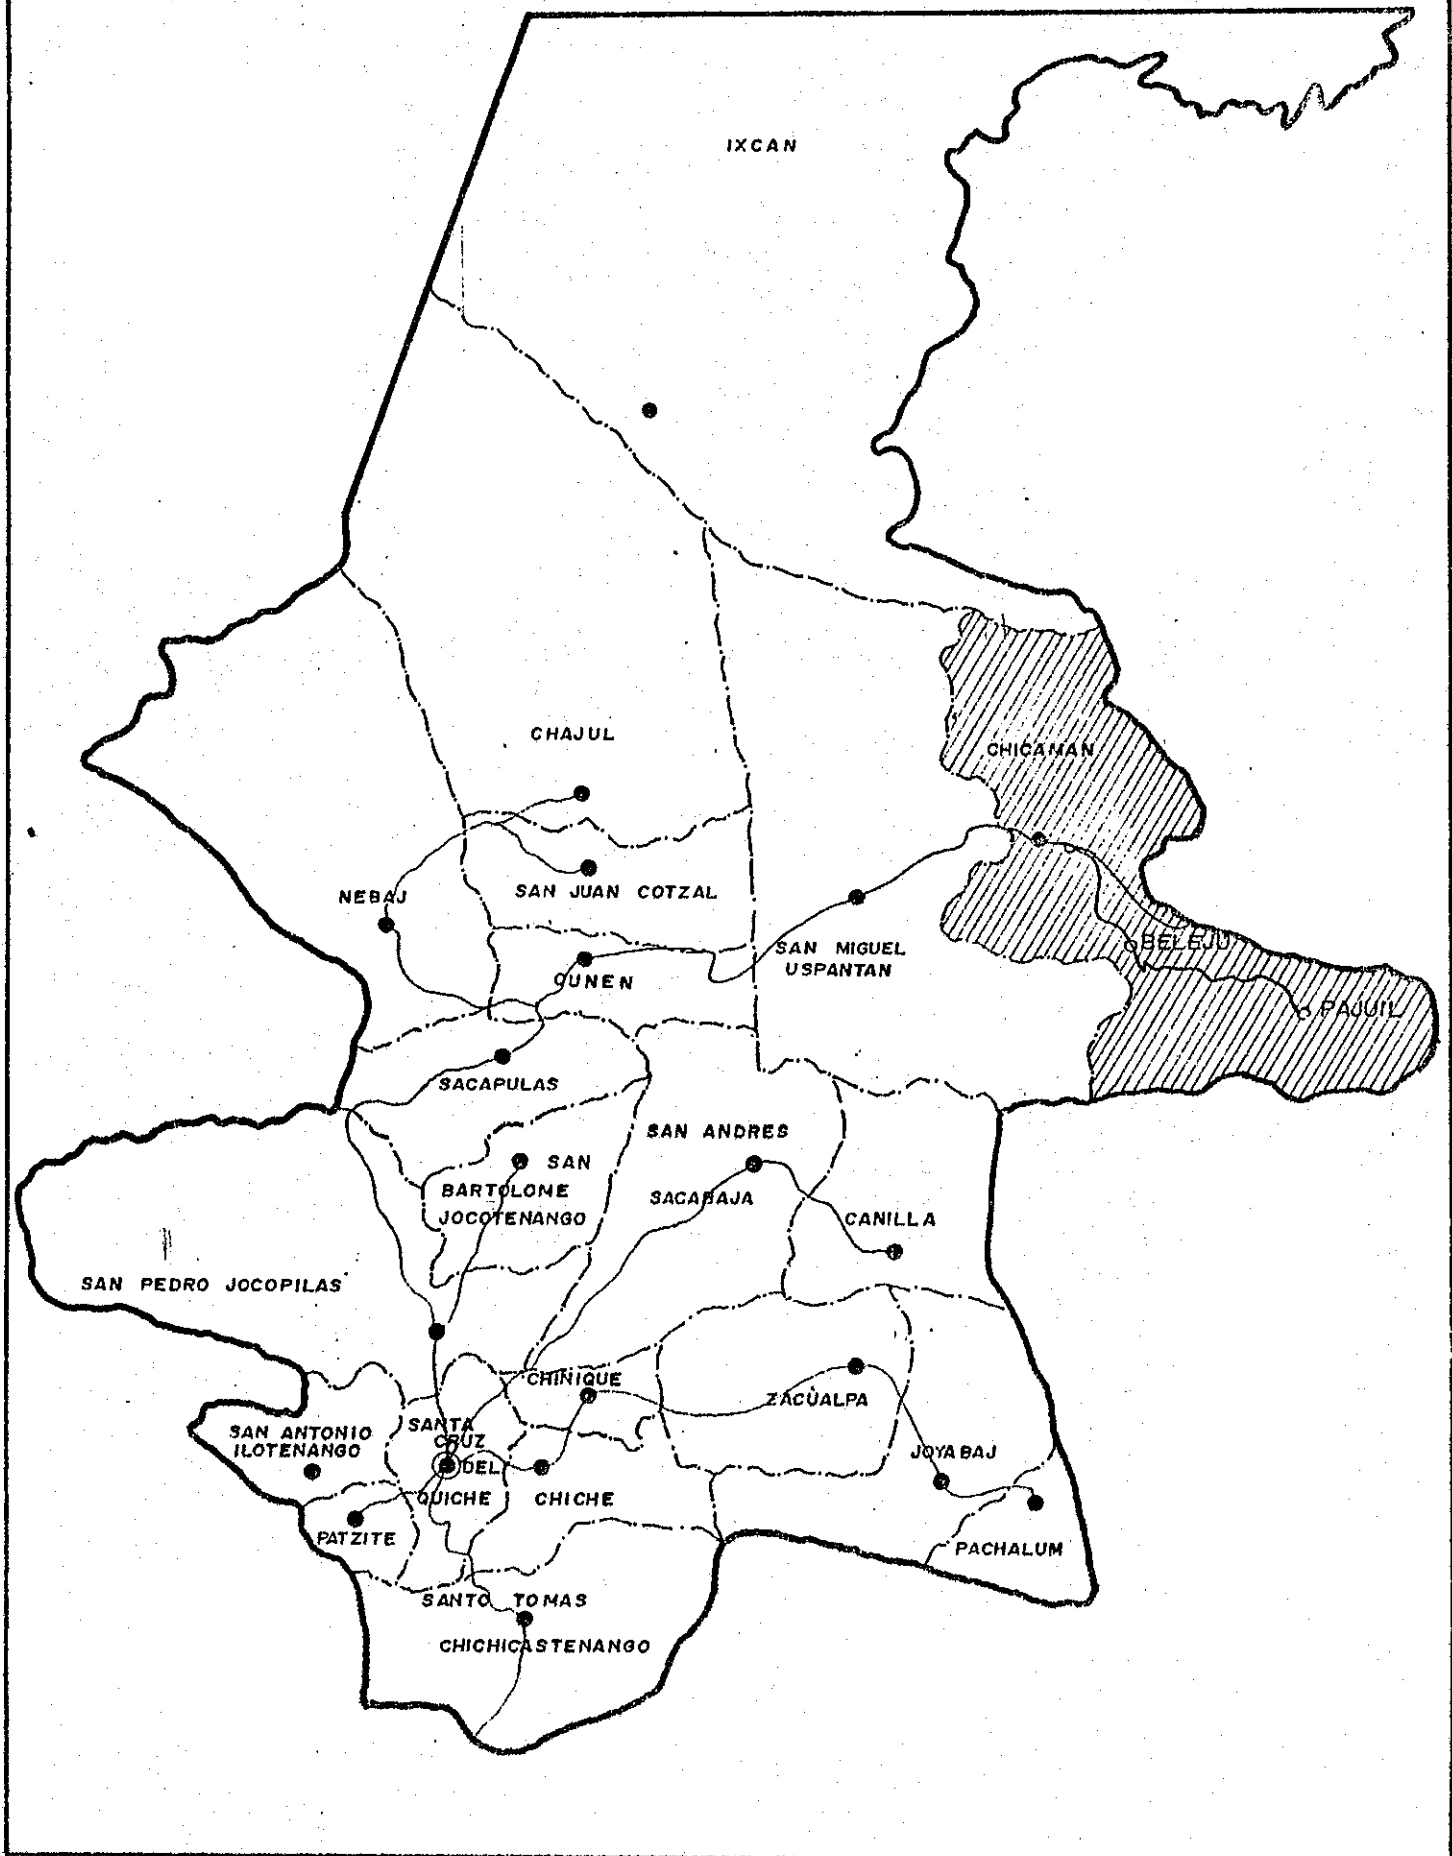 IXCAN
CHAJUL
CHICAMAN
NEBAJ
SAN JUAN COTZAL
BELEJU
SAN MIGUEL
USPANTAN
CUNEN
PAJUIL
SACAPULAS
SAN ANDRES
SACABAJA
SAN
BARTOLOME
JOCOTENANGO
CANILLA
SAN PEDRO JOCOPILAS
CHINIQUE
ZACUALPA
SAN ANTONIO
ILOTENANGO
SANTA
CRUZ
DEL
QUICHE
CHICHE
JOYABAJ
PATZITE
PACHALUM
SANTO TOMAS
CHICHICASTENANGO